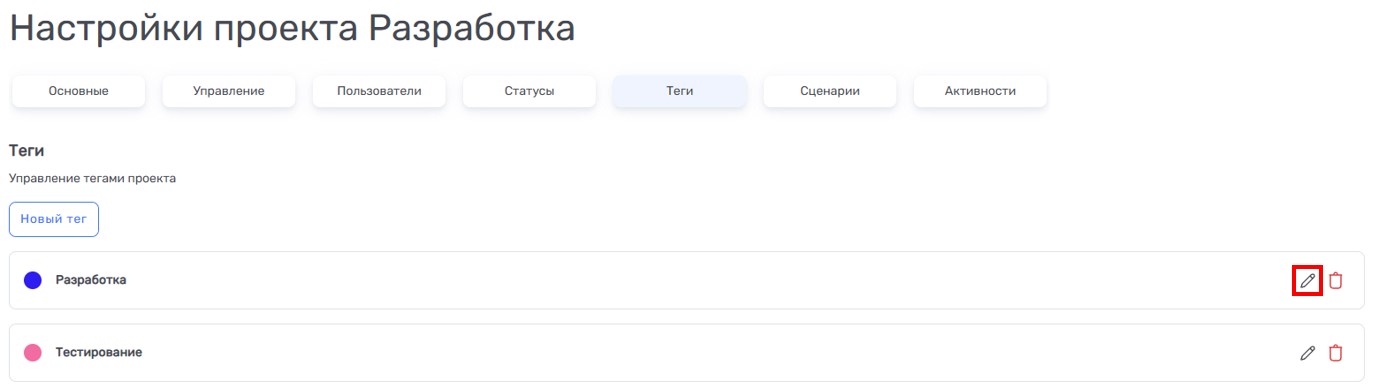 Настройки проекта Разработка
Основные Управление Пользователи Статусы Теги Сценарии Активности
Теги
Управление тегами проекта
Новый тег
Разработка
Тестирование